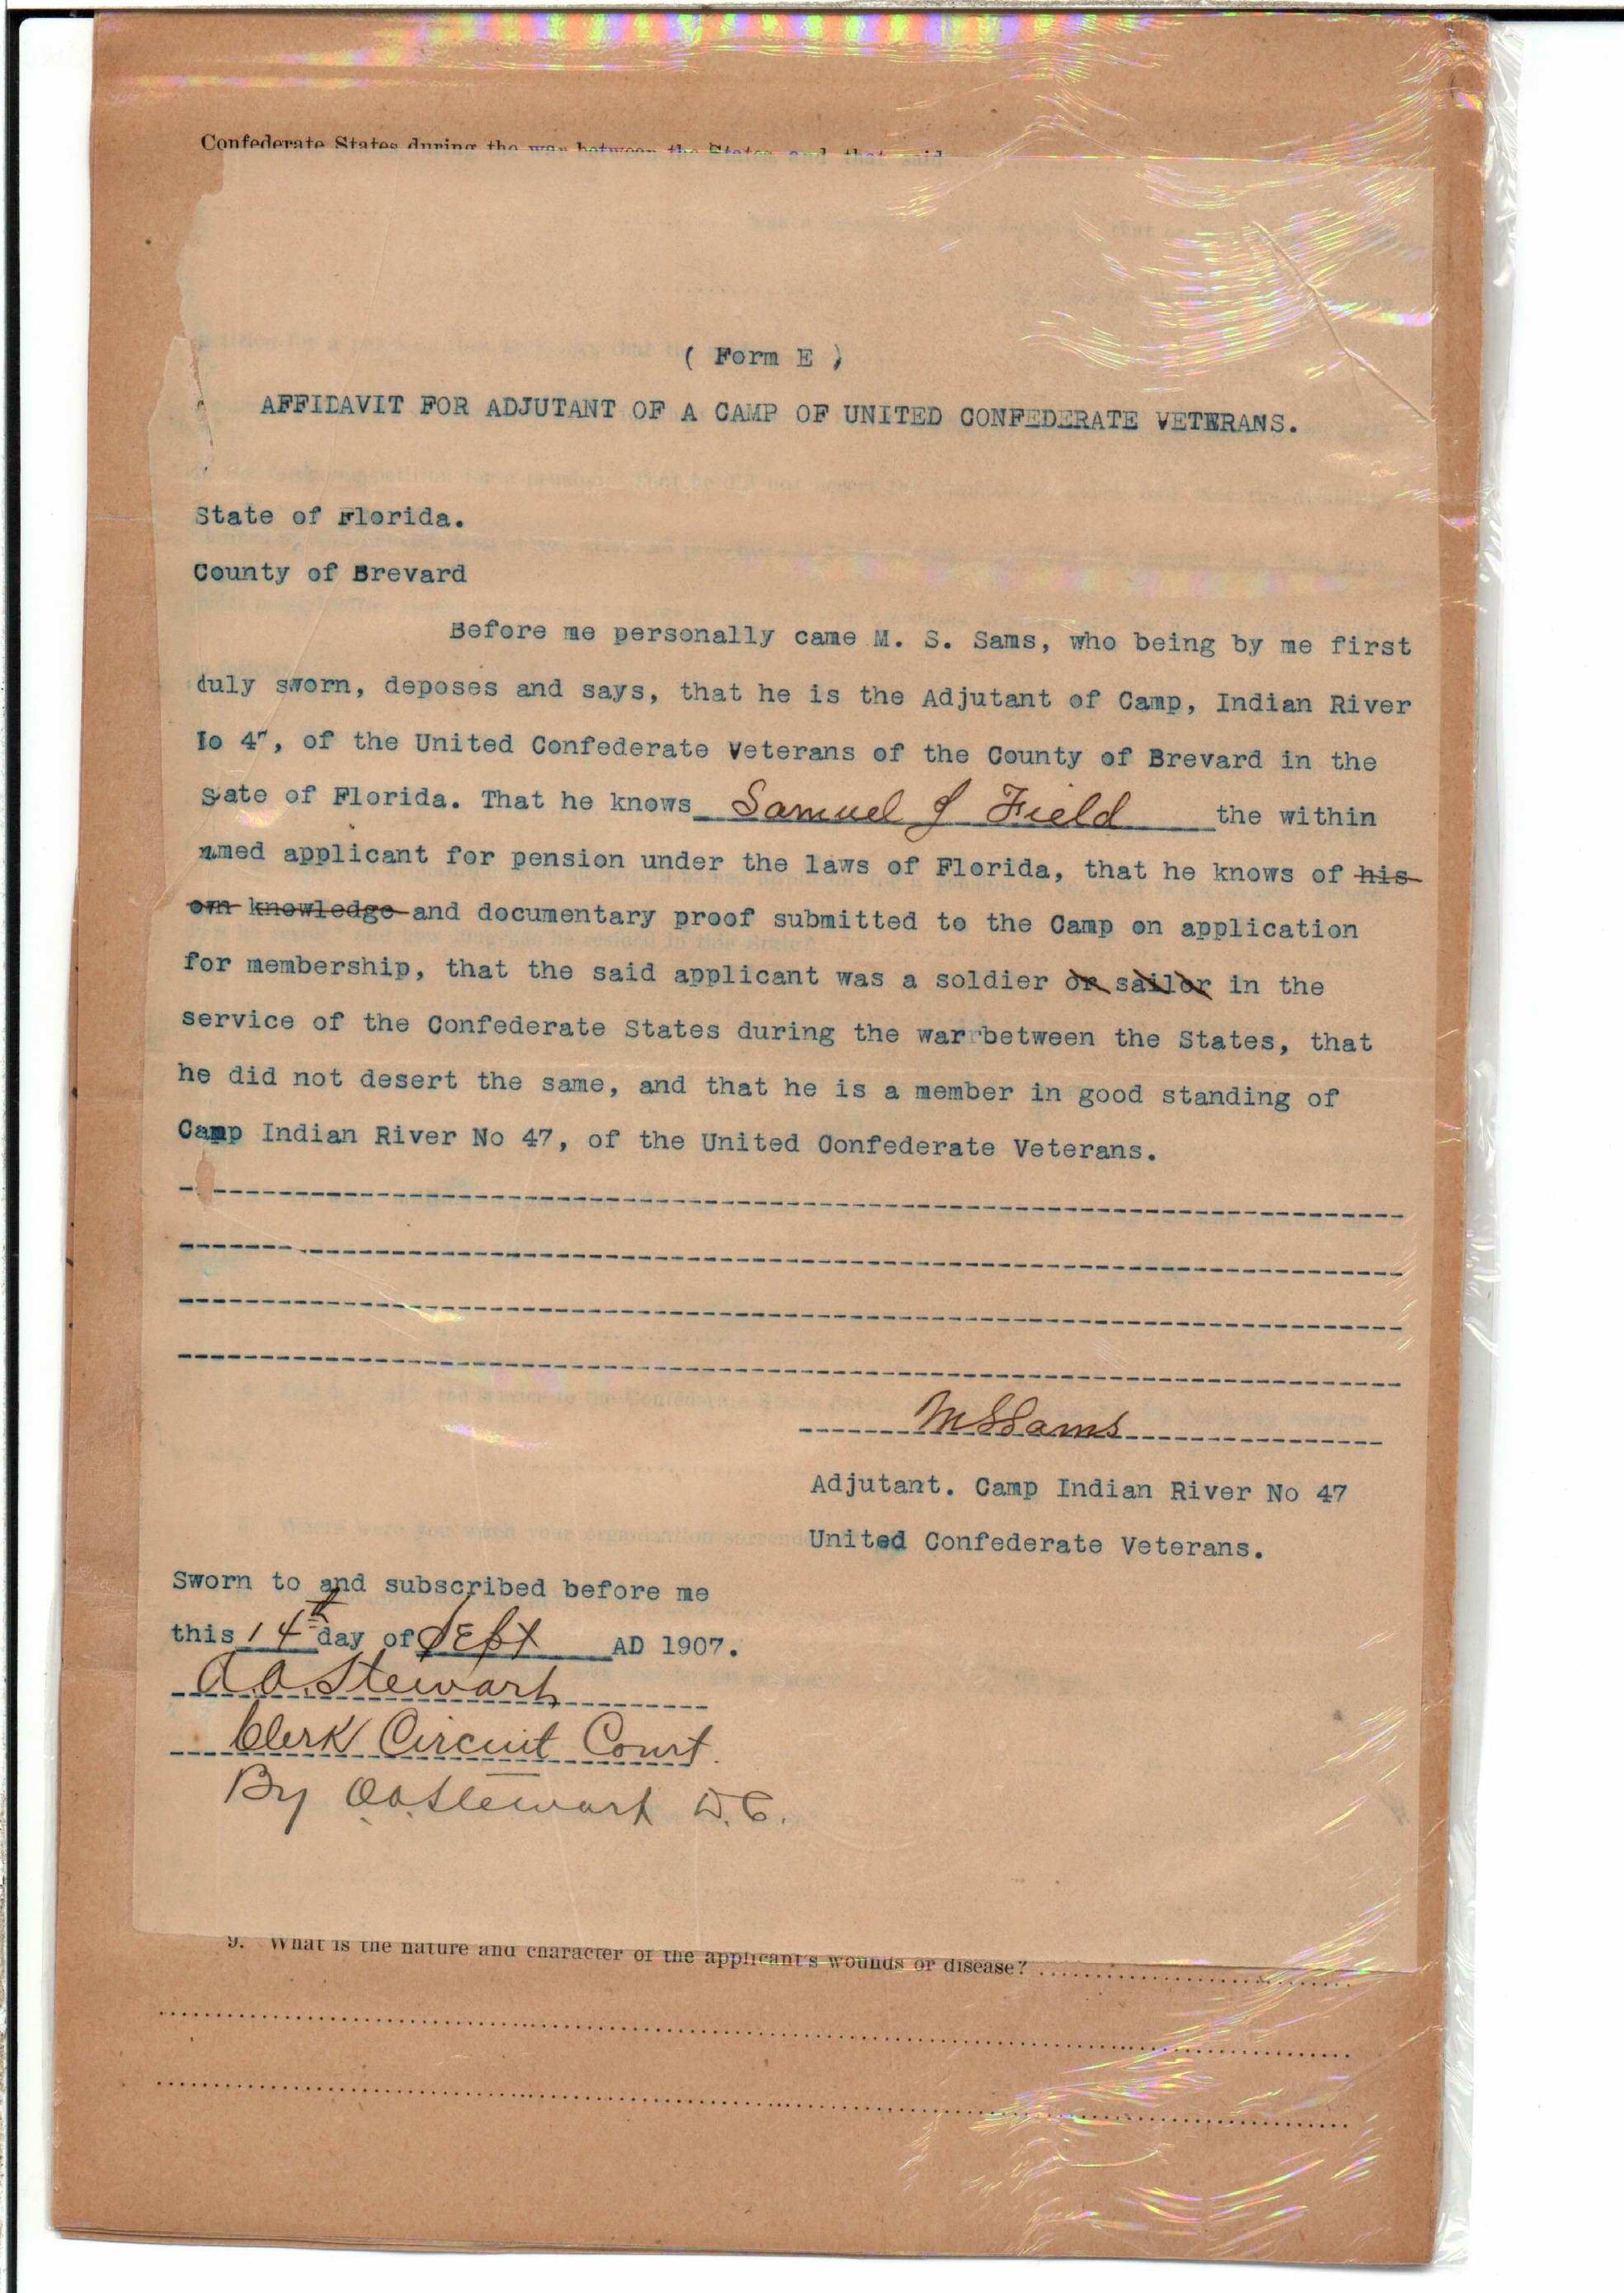 Confederate States during the war between the States, and that said
( Form E )
AFFIDAVIT FOR ADJUTANT OF A CAMP OF UNITED CONFEDERATE VETERANS.
State of Florida.
County of Brevard
Before me personally came M. S. Sams, who being by me first
duly sworn, deposes and says, that he is the Adjutant of Camp, Indian River
No 47, of the United Confederate Veterans of the County of Brevard in the
State of Florida. That he knows Samuel J Field the within
named applicant for pension under the laws of Florida, that he knows of his
own knowledge and documentary proof submitted to the Camp on application
for membership, that the said applicant was a soldier or sailor in the
service of the Confederate States during the war between the States, that
he did not desert the same, and that he is a member in good standing of
Camp Indian River No 47, of the United Confederate Veterans.
M S Sams
Adjutant. Camp Indian River No 47
United Confederate Veterans.
Sworn to and subscribed before me
this 14th day of Sept AD 1907.
A. A. Stewart
Clerk Circuit Court.
By O. A. Stewart D.C.
9. What is the nature and character of the applicant's wounds or disease?